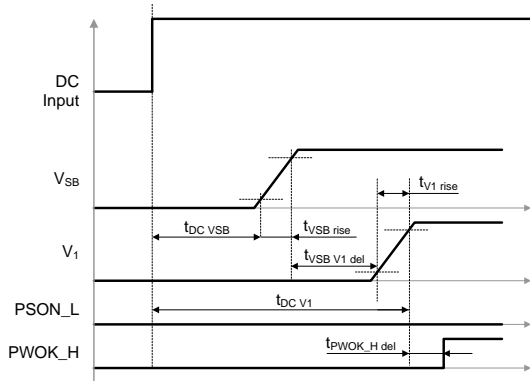 DC
Input
VSB
tV1 rise
tDC VSB
tVSB rise
V1
tVSB V1 del
tDC V1
PSON_L
tPWOK_H del
PWOK_H